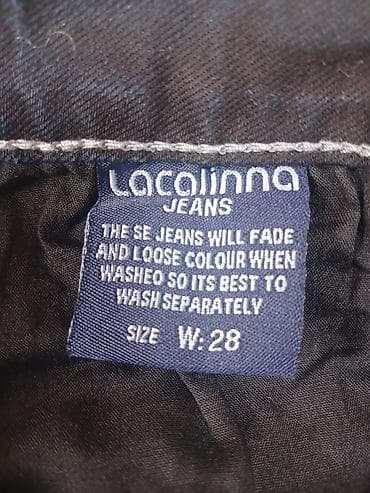 Lacalinna
JEANS
THE SE JEANS WILL FADE
AND LOOSE COLOUR WHEN
WASHEO SO ITS BEST TO
WASH SEPARATELY
SIZE W: 28